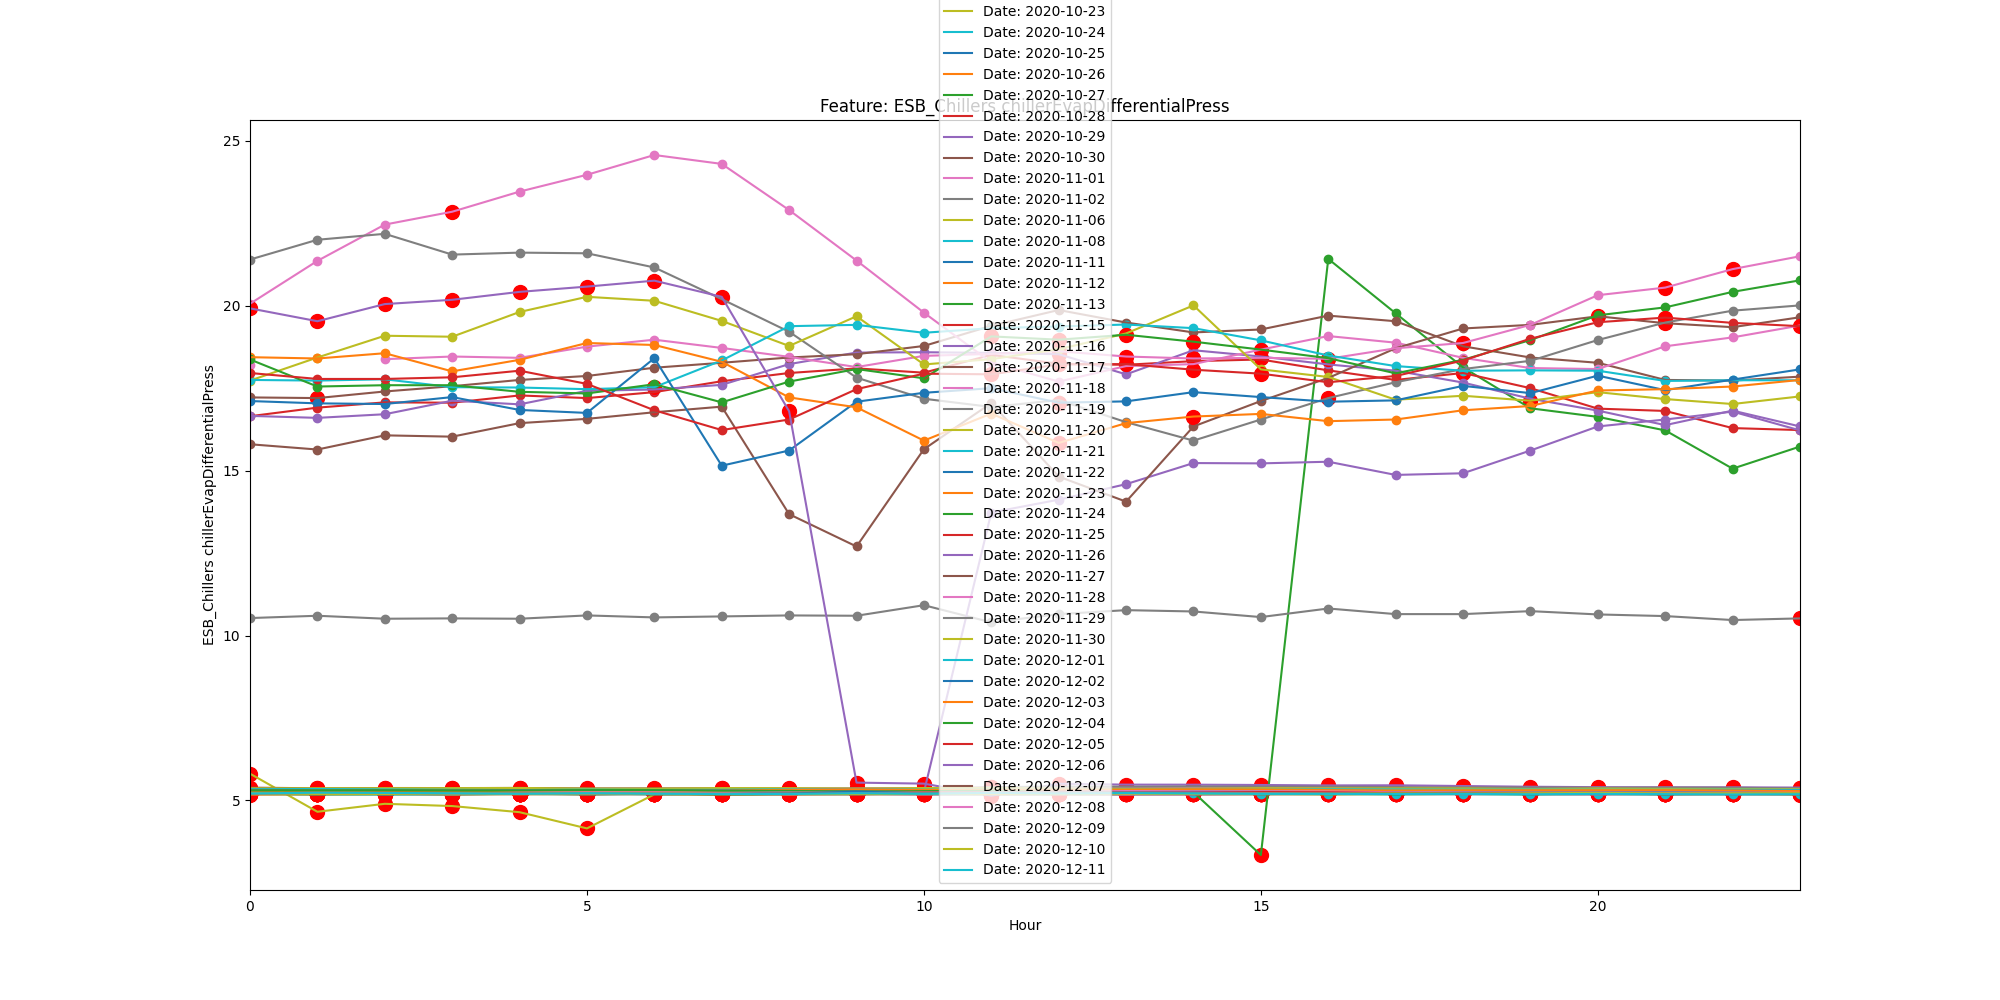 Date: 2020-10-23
Date: 2020-10-24
Date: 2020-10-25
Date: 2020-10-26
Date: 2020-10-27
Feature: ESB_Chillers chillerEvapDifferentialPress
Date: 2020-10-28
Date: 2020-10-29
Date: 2020-10-30
Date: 2020-11-01
Date: 2020-11-02
Date: 2020-11-06
Date: 2020-11-08
Date: 2020-11-11
Date: 2020-11-12
Date: 2020-11-13
Date: 2020-11-15
Date: 2020-11-16
Date: 2020-11-17
Date: 2020-11-18
Date: 2020-11-19
Date: 2020-11-20
Date: 2020-11-21
Date: 2020-11-22
Date: 2020-11-23
Date: 2020-11-24
Date: 2020-11-25
Date: 2020-11-26
Date: 2020-11-27
Date: 2020-11-28
Date: 2020-11-29
Date: 2020-11-30
Date: 2020-12-01
Date: 2020-12-02
Date: 2020-12-03
Date: 2020-12-04
Date: 2020-12-05
Date: 2020-12-06
Date: 2020-12-07
Date: 2020-12-08
Date: 2020-12-09
Date: 2020-12-10
Date: 2020-12-11
ESB_Chillers chillerEvapDifferentialPress
25
20
15
10
5
0
5
10
15
20
Hour